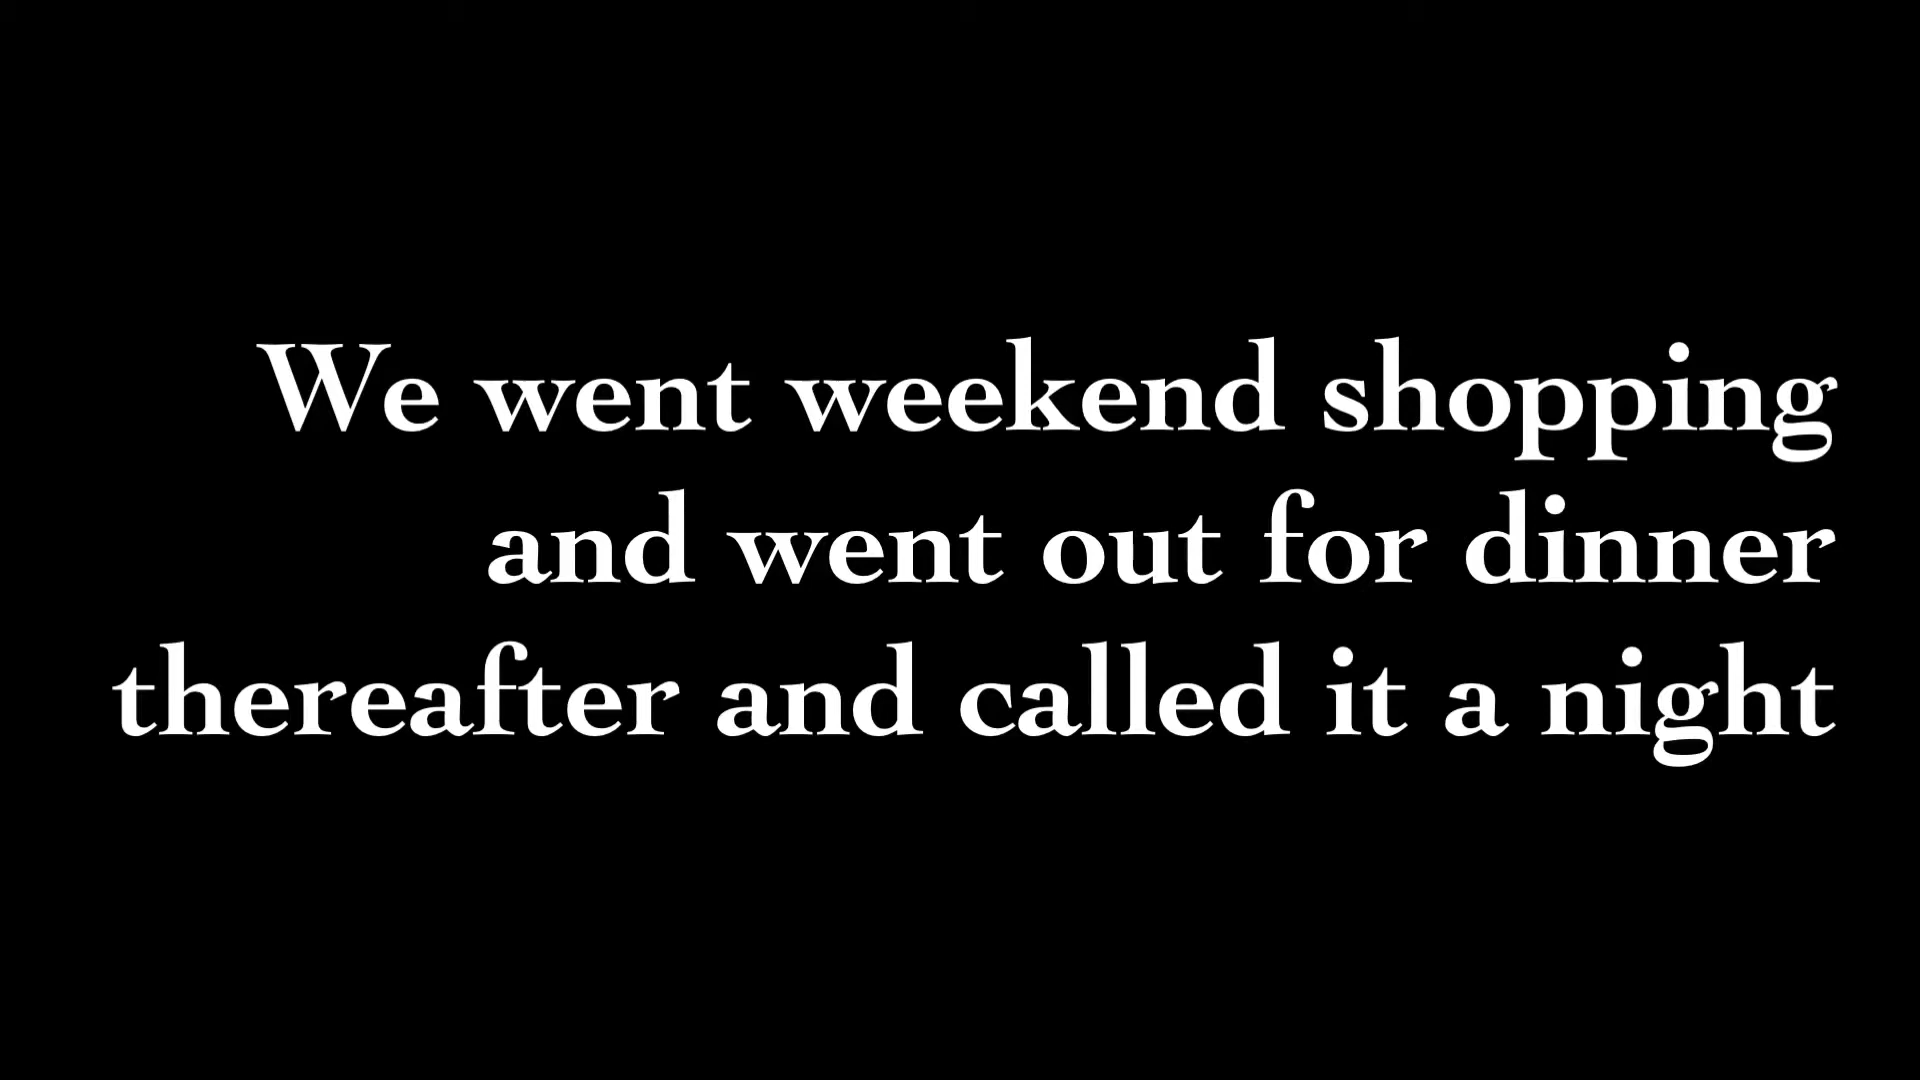 We went weekend shopping
and went out for dinner
thereafter and called it a night